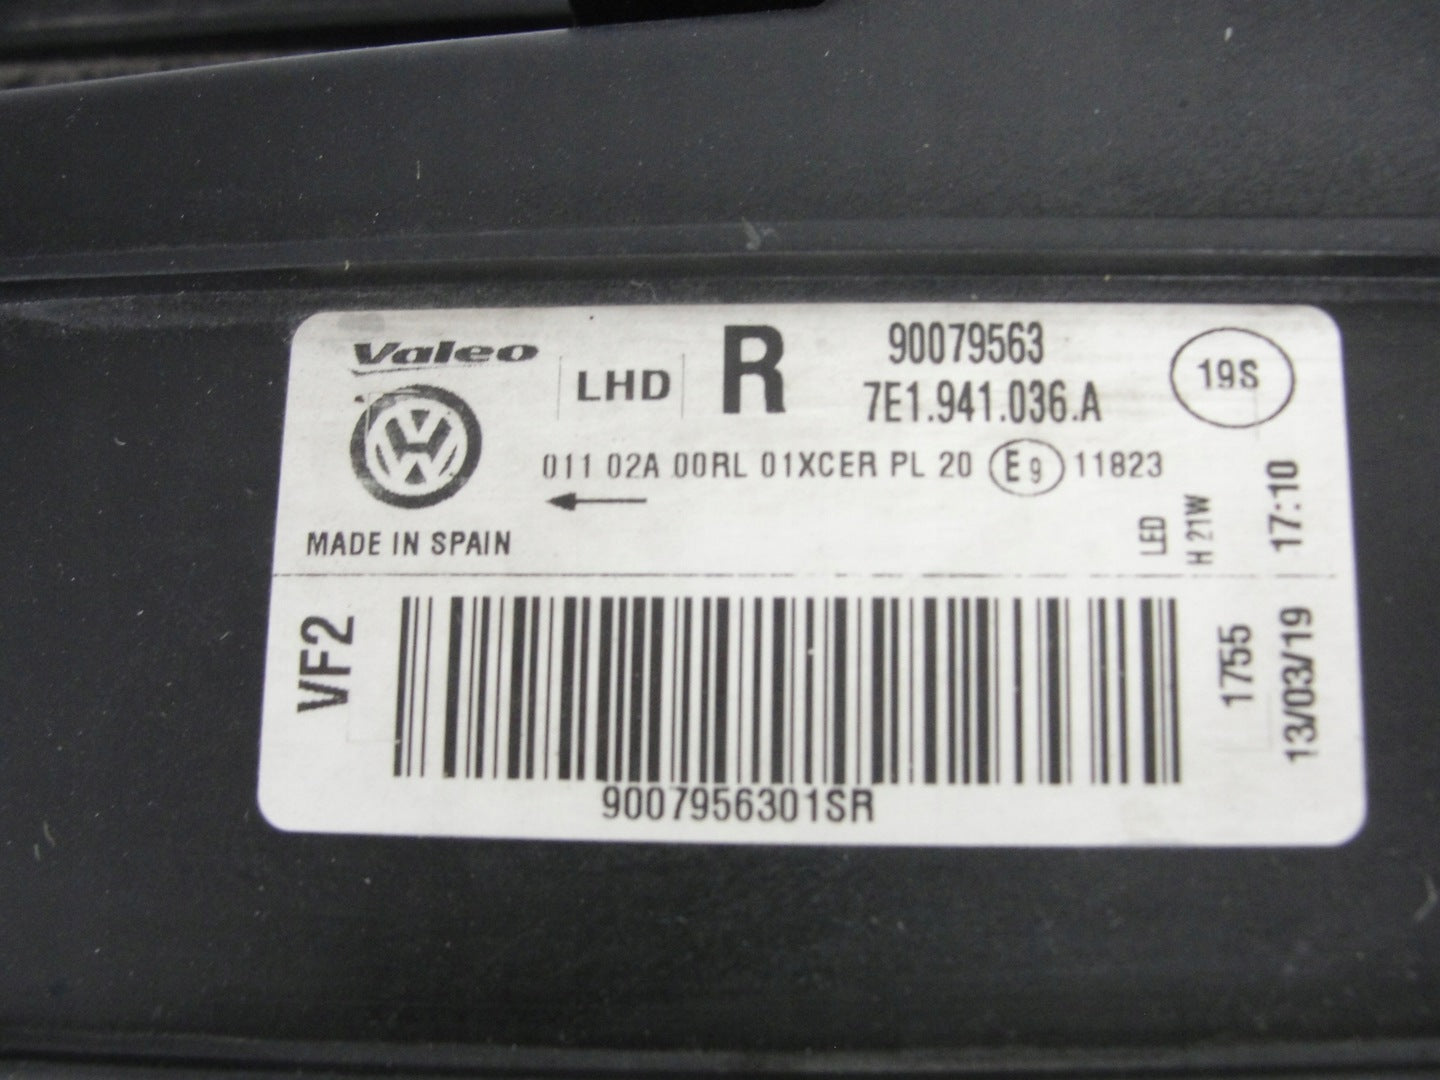 Valeo
LHD
R
90079563
7E1.941.036.A
19S
011 02A 00RL 01XCER PL 20 E9 11823
MADE IN SPAIN
LED
H 21W
17:10
VF2
1755
13/03/19
9007956301SR